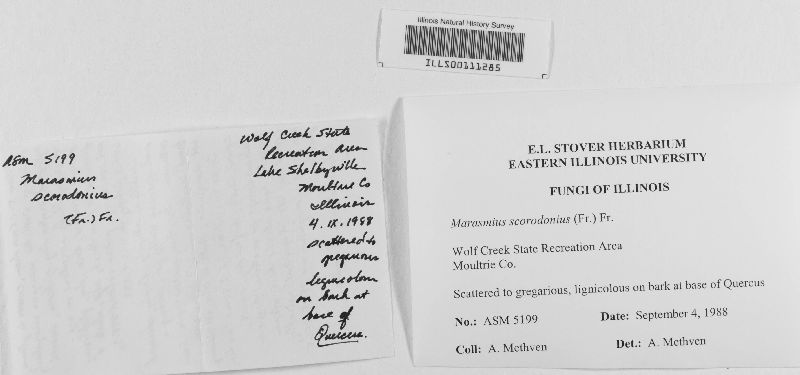 Illinois Natural History Survey
ILLS00111285
ASM 5199
Marasmius
scorodonius
(Fr.) Fr.
Wolf Creek State
Recreation Area
Lake Shelbyville
Moultrie Co
Illinois
4.IX.1988
scattered to
gregarious
lignicolous
on bark at
base of
Quercus.
E.L. STOVER HERBARIUM
EASTERN ILLINOIS UNIVERSITY
FUNGI OF ILLINOIS
Marasmius scorodonius (Fr.) Fr.
Wolf Creek State Recreation Area
Moultrie Co.
Scattered to gregarious, lignicolous on bark at base of Quercus
No.: ASM 5199 Date: September 4, 1988
Coll: A. Methven Det.: A. Methven